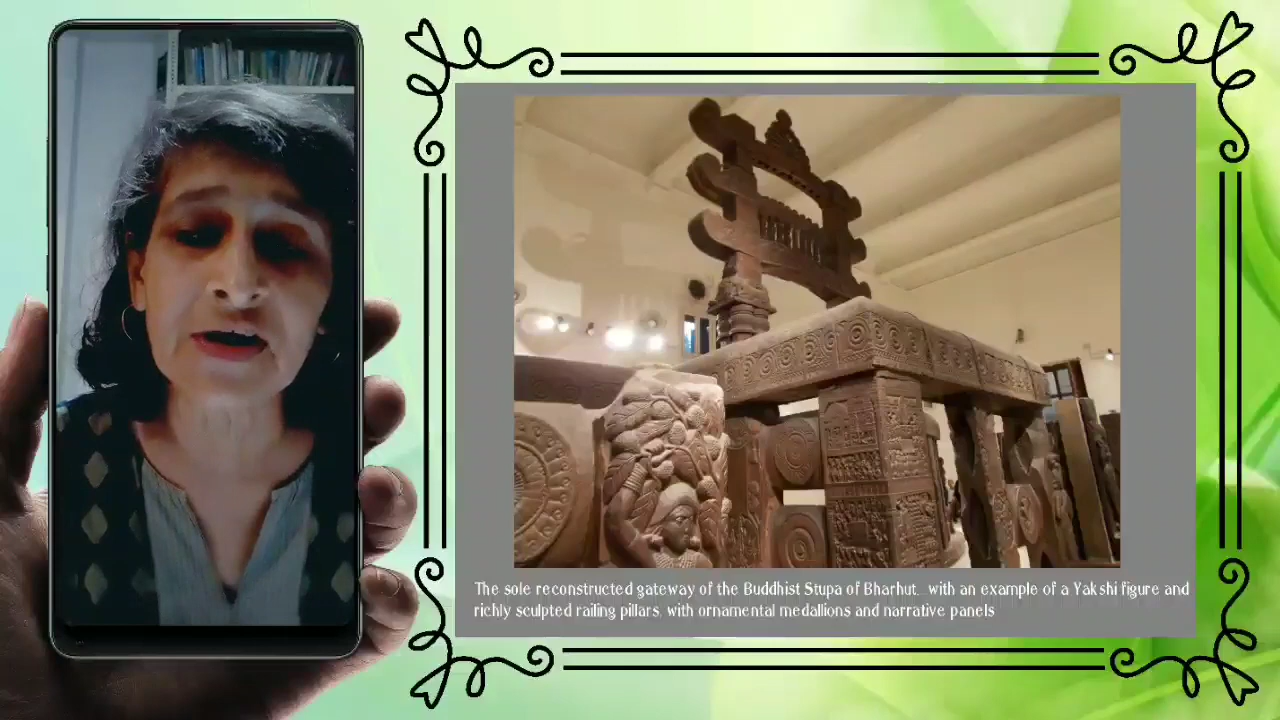 The sole reconstructed gateway of the Buddhist Stupa of Bharhut, with an example of a Yakshi figure and
richly sculpted railing pillars, with ornamental medallions and narrative panels